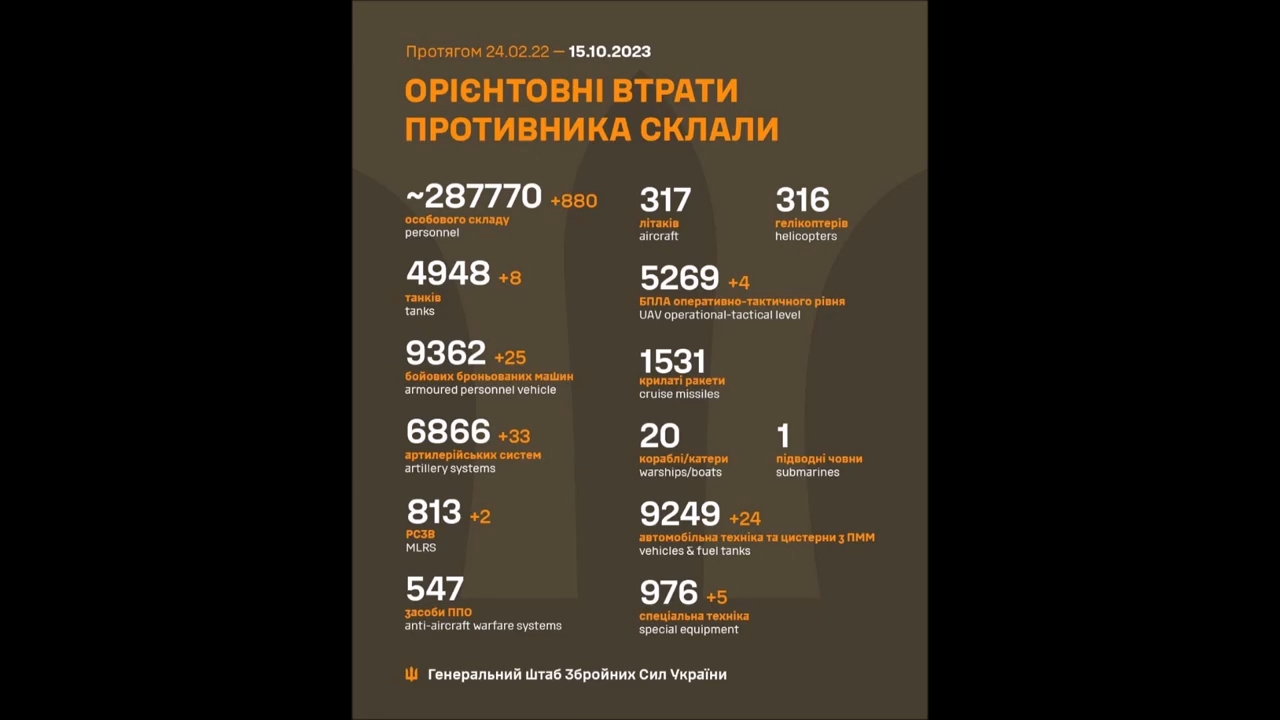 Протягом 24.02.22 — 15.10.2023
ОРІЄНТОВНІ ВТРАТИ
ПРОТИВНИКА СКЛАЛИ
~287770 +880
особового складу
personnel
4948 +8
танків
tanks
9362 +25
бойових броньованих машин
armoured personnel vehicle
6866 +33
артилерійських систем
artillery systems
813 +2
РСЗВ
MLRS
547
засоби ППО
anti-aircraft warfare systems
317
літаків
aircraft
316
гелікоптерів
helicopters
5269 +4
БПЛА оперативно-тактичного рівня
UAV operational-tactical level
1531
крилаті ракети
cruise missiles
20
кораблі/катери
warships/boats
1
підводні човни
submarines
9249 +24
автомобільна техніка та цистерни з ПММ
vehicles & fuel tanks
976 +5
спеціальна техніка
special equipment
Генеральний штаб Збройних Сил України